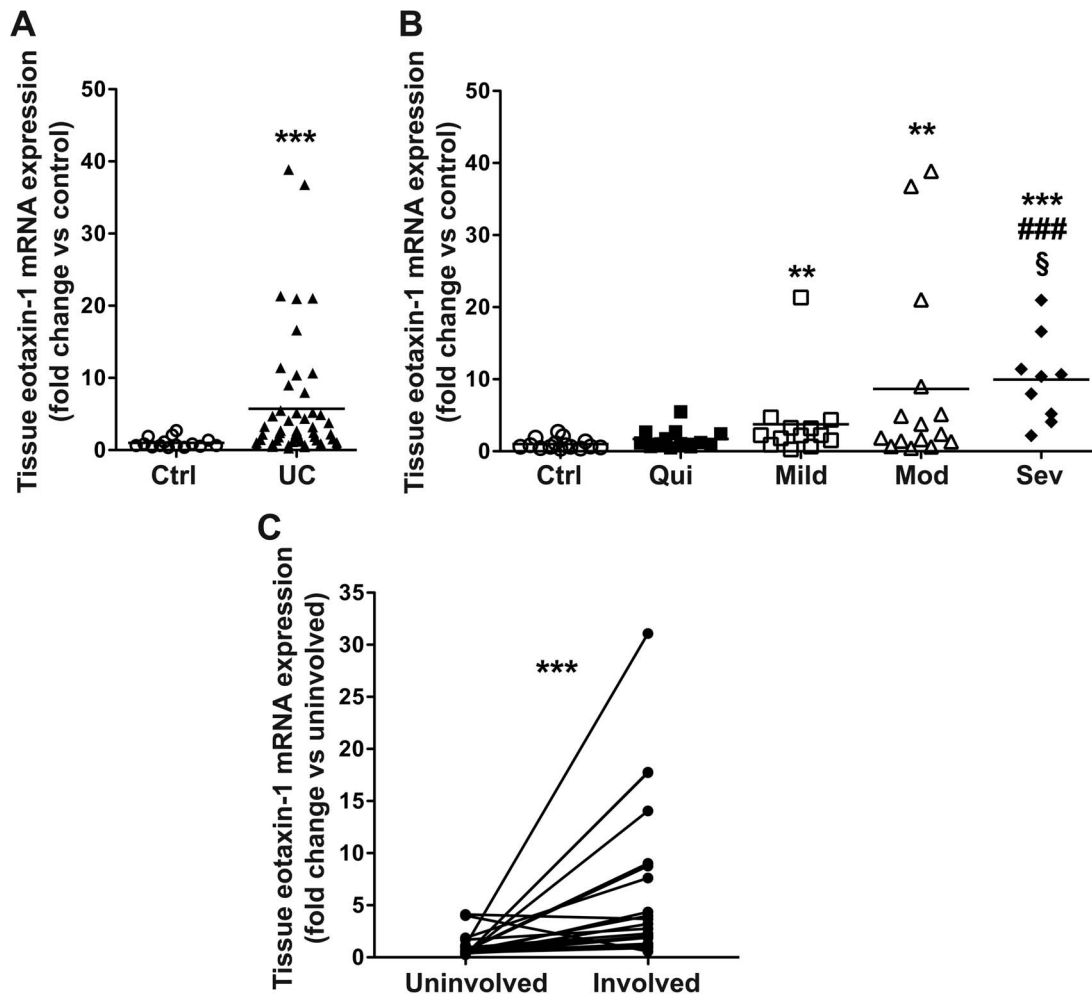 A
Tissue eotaxin-1 mRNA expression
(fold change vs control)
50
40
30
20
10
0
***
Ctrl
UC
B
Tissue eotaxin-1 mRNA expression
(fold change vs control)
50
40
30
20
10
0
**
**
***
###
§
Ctrl
Qui
Mild
Mod
Sev
C
Tissue eotaxin-1 mRNA expression
(fold change vs uninvolved)
35
30
25
20
15
10
5
0
***
Uninvolved
Involved